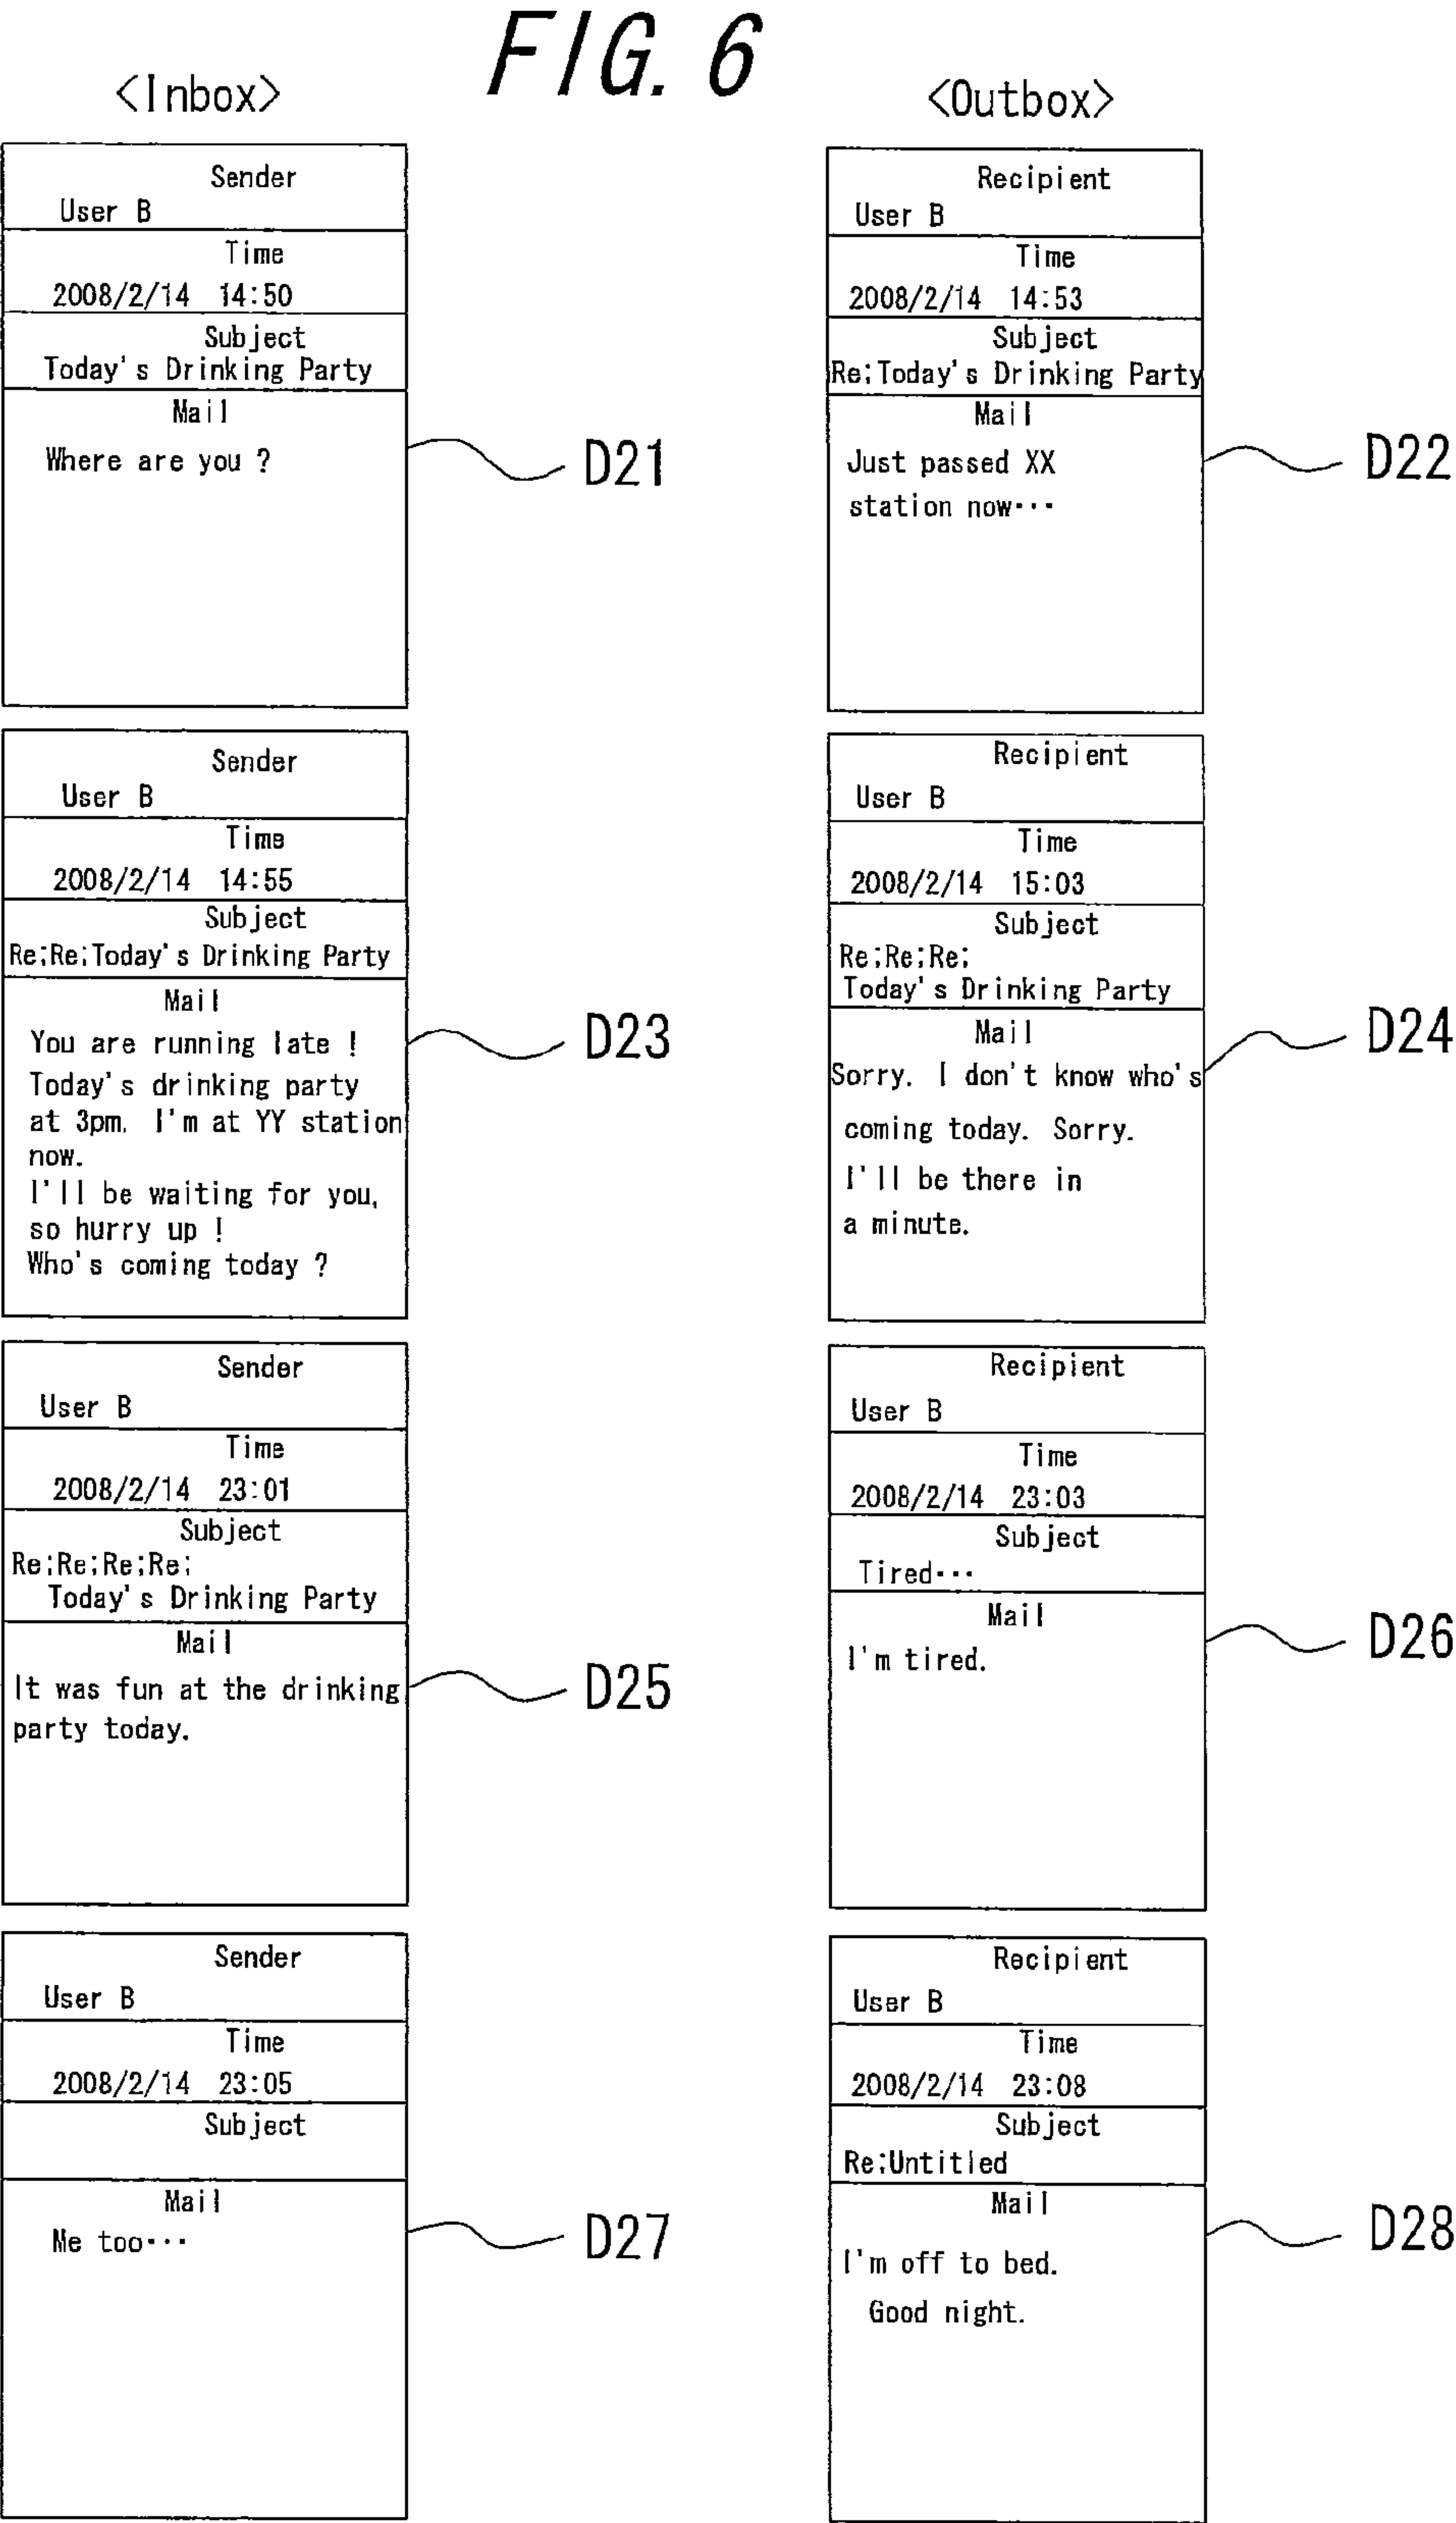 FIG. 6
<Inbox>
Sender
User B
Time
2008/2/14 14:50
Subject
Today's Drinking Party
Mail
Where are you ?
D21
<Outbox>
Recipient
User B
Time
2008/2/14 14:53
Subject
Re;Today's Drinking Party
Mail
Just passed XX
station now···
D22
Sender
User B
Time
2008/2/14 14:55
Subject
Re;Re;Today's Drinking Party
Mail
You are running late !
Today's drinking party
at 3pm. I'm at YY station
now.
I'll be waiting for you,
so hurry up !
Who's coming today ?
D23
Recipient
User B
Time
2008/2/14 15:03
Subject
Re;Re;Re;
Today's Drinking Party
Mail
Sorry. I don't know who's
coming today. Sorry.
I'll be there in
a minute.
D24
Sender
User B
Time
2008/2/14 23:01
Subject
Re;Re;Re;Re;
Today's Drinking Party
Mail
It was fun at the drinking
party today.
D25
Recipient
User B
Time
2008/2/14 23:03
Subject
Tired···
Mail
I'm tired.
D26
Sender
User B
Time
2008/2/14 23:05
Subject
Mail
Me too···
D27
Recipient
User B
Time
2008/2/14 23:08
Subject
Re;Untitled
Mail
I'm off to bed.
Good night.
D28